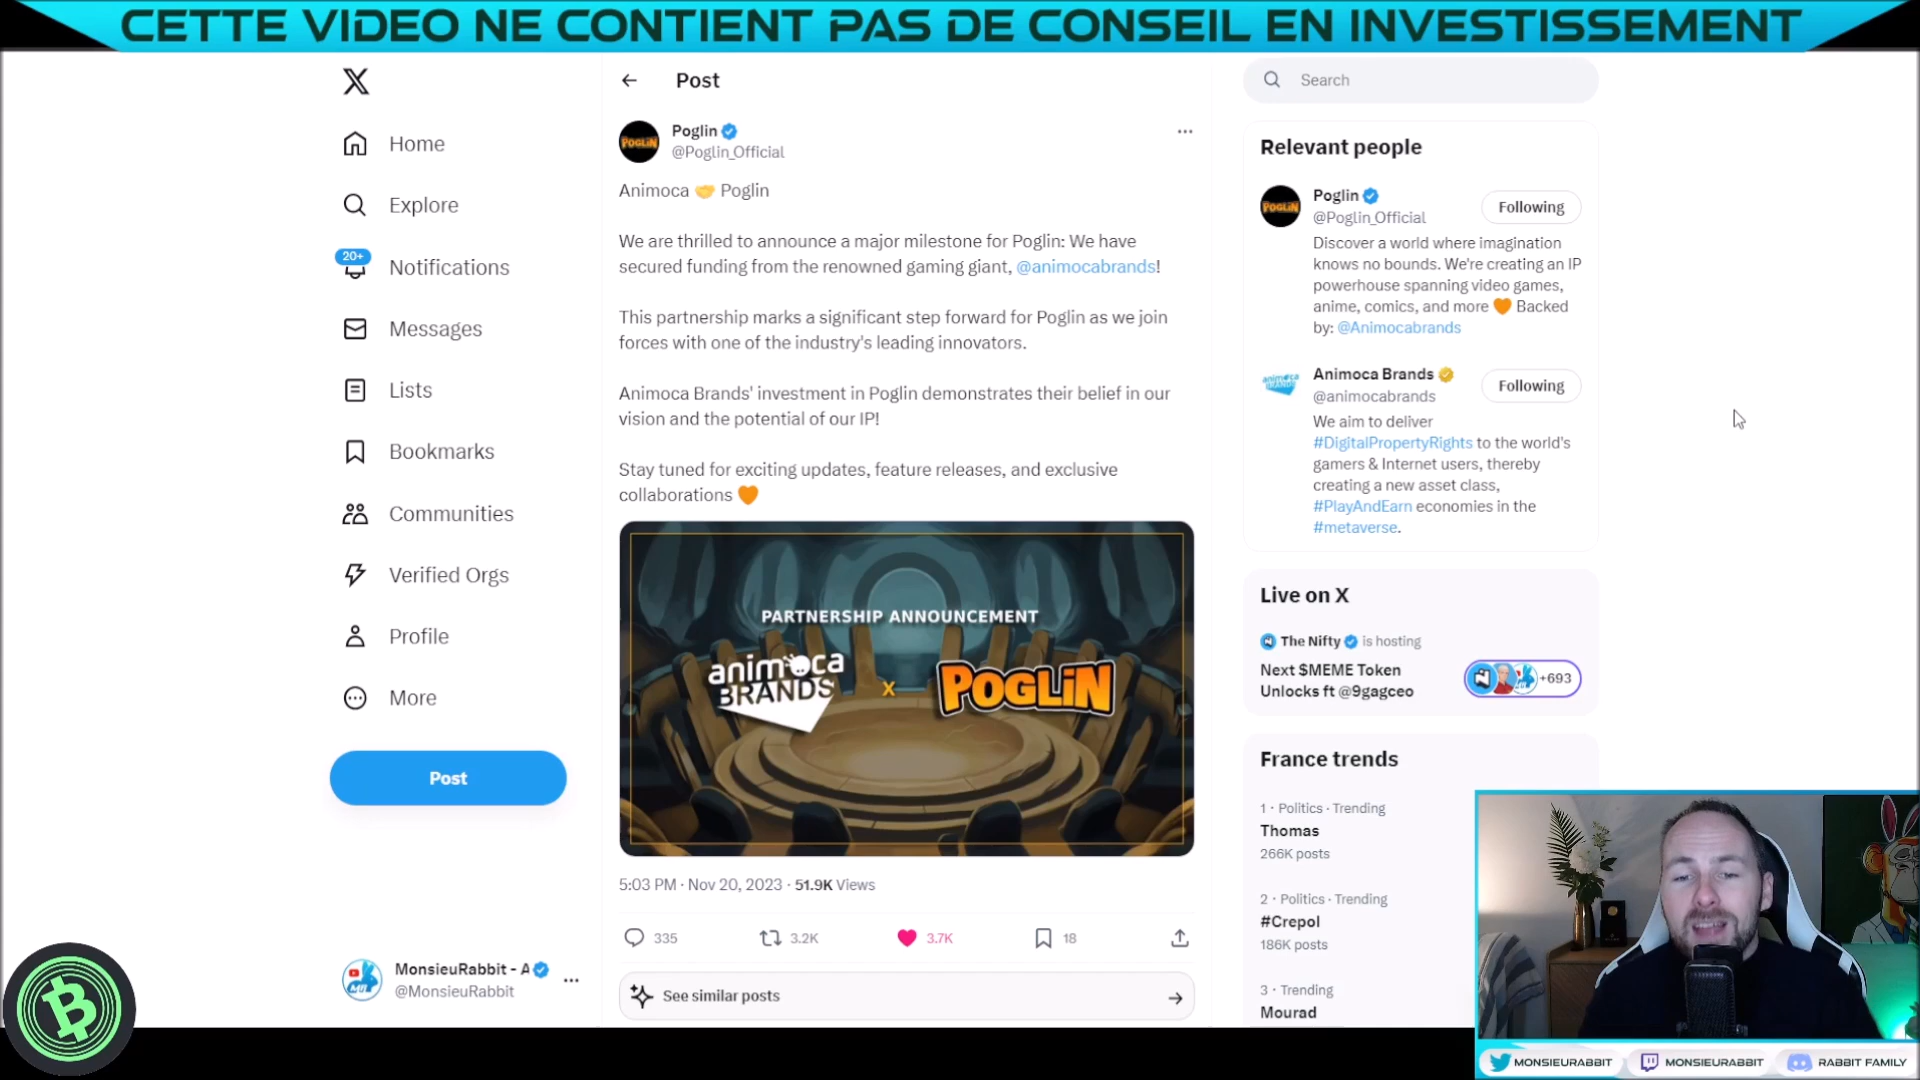 CETTE VIDEO NE CONTIENT PAS DE CONSEIL EN INVESTISSEMENT
Home
Explore
20+
Notifications
Messages
Lists
Bookmarks
Communities
Verified Orgs
Profile
More
Post
MonsieuRabbit - A
@MonsieuRabbit
Post
POGLIN
Poglin
@Poglin_Official
Animoca 🤝 Poglin
We are thrilled to announce a major milestone for Poglin: We have
secured funding from the renowned gaming giant, @animocabrands!
This partnership marks a significant step forward for Poglin as we join
forces with one of the industry's leading innovators.
Animoca Brands' investment in Poglin demonstrates their belief in our
vision and the potential of our IP!
Stay tuned for exciting updates, feature releases, and exclusive
collaborations 🧡
PARTNERSHIP ANNOUNCEMENT
animoca
BRANDS
x
POGLiN
5:03 PM · Nov 20, 2023 · 51.9K Views
335
3.2K
3.7K
18
See similar posts
Search
Relevant people
POGLIN
Poglin
@Poglin_Official
Following
Discover a world where imagination
knows no bounds. We're creating an IP
powerhouse spanning video games,
anime, comics, and more 🧡 Backed
by: @Animocabrands
animoca
BRANDS
Animoca Brands
@animocabrands
Following
We aim to deliver
#DigitalPropertyRights to the world's
gamers & Internet users, thereby
creating a new asset class,
#PlayAndEarn economies in the
#metaverse.
Live on X
The Nifty is hosting
Next $MEME Token
Unlocks ft @9gagceo
+693
France trends
1 · Politics · Trending
Thomas
266K posts
2 · Politics · Trending
#Crepol
186K posts
3 · Trending
Mourad
MONSIEURABBIT
MONSIEURABBIT
RABBIT FAMILY